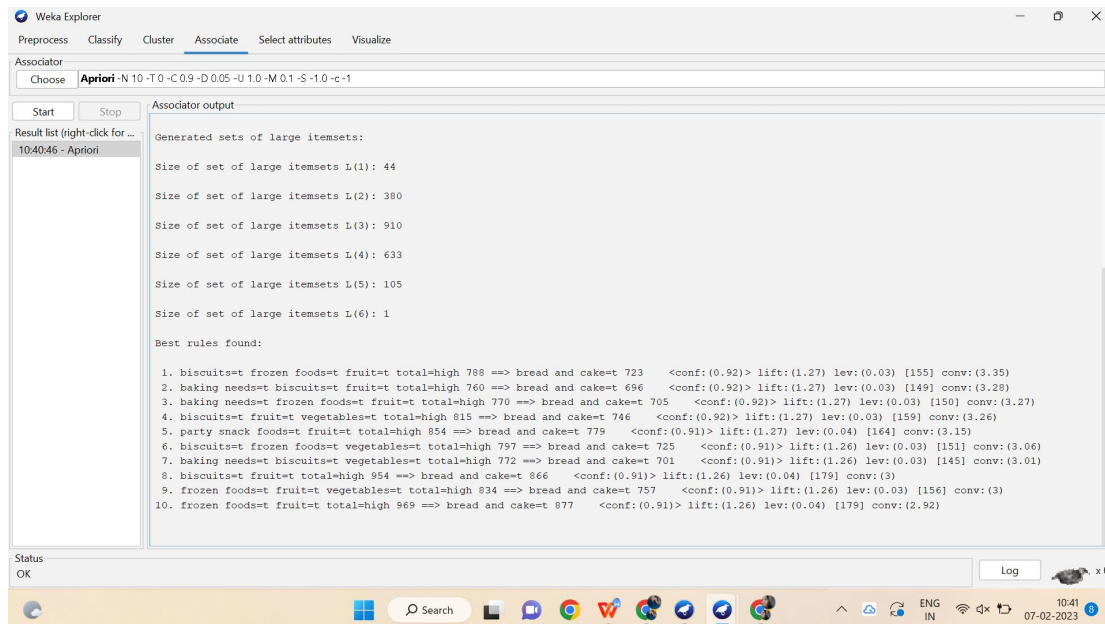 Weka Explorer
Preprocess Classify Cluster Associate Select attributes Visualize
Associator
Choose Apriori -N 10 -T 0 -C 0.9 -D 0.05 -U 1.0 -M 0.1 -S -1.0 -c -1
Start Stop
Result list (right-click for ...
10:40:46 - Apriori
Associator output
Generated sets of large itemsets:
Size of set of large itemsets L(1): 44
Size of set of large itemsets L(2): 380
Size of set of large itemsets L(3): 910
Size of set of large itemsets L(4): 633
Size of set of large itemsets L(5): 105
Size of set of large itemsets L(6): 1
Best rules found:
1. biscuits=t frozen foods=t fruit=t total=high 788 ==> bread and cake=t 723 <conf:(0.92)> lift:(1.27) lev:(0.03) [155] conv:(3.35)
2. baking needs=t biscuits=t fruit=t total=high 760 ==> bread and cake=t 696 <conf:(0.92)> lift:(1.27) lev:(0.03) [149] conv:(3.28)
3. baking needs=t frozen foods=t fruit=t total=high 770 ==> bread and cake=t 705 <conf:(0.92)> lift:(1.27) lev:(0.03) [150] conv:(3.27)
4. biscuits=t fruit=t vegetables=t total=high 815 ==> bread and cake=t 746 <conf:(0.92)> lift:(1.27) lev:(0.03) [159] conv:(3.26)
5. party snack foods=t fruit=t total=high 854 ==> bread and cake=t 779 <conf:(0.91)> lift:(1.27) lev:(0.04) [164] conv:(3.15)
6. biscuits=t frozen foods=t vegetables=t total=high 797 ==> bread and cake=t 725 <conf:(0.91)> lift:(1.26) lev:(0.03) [151] conv:(3.06)
7. baking needs=t biscuits=t vegetables=t total=high 772 ==> bread and cake=t 701 <conf:(0.91)> lift:(1.26) lev:(0.03) [145] conv:(3.01)
8. biscuits=t fruit=t total=high 954 ==> bread and cake=t 866 <conf:(0.91)> lift:(1.26) lev:(0.04) [179] conv:(3)
9. frozen foods=t fruit=t vegetables=t total=high 834 ==> bread and cake=t 757 <conf:(0.91)> lift:(1.26) lev:(0.03) [156] conv:(3)
10. frozen foods=t fruit=t total=high 969 ==> bread and cake=t 877 <conf:(0.91)> lift:(1.26) lev:(0.04) [179] conv:(2.92)
Status
OK
Log
x
Search
ENG
IN
10:41
07-02-2023
8